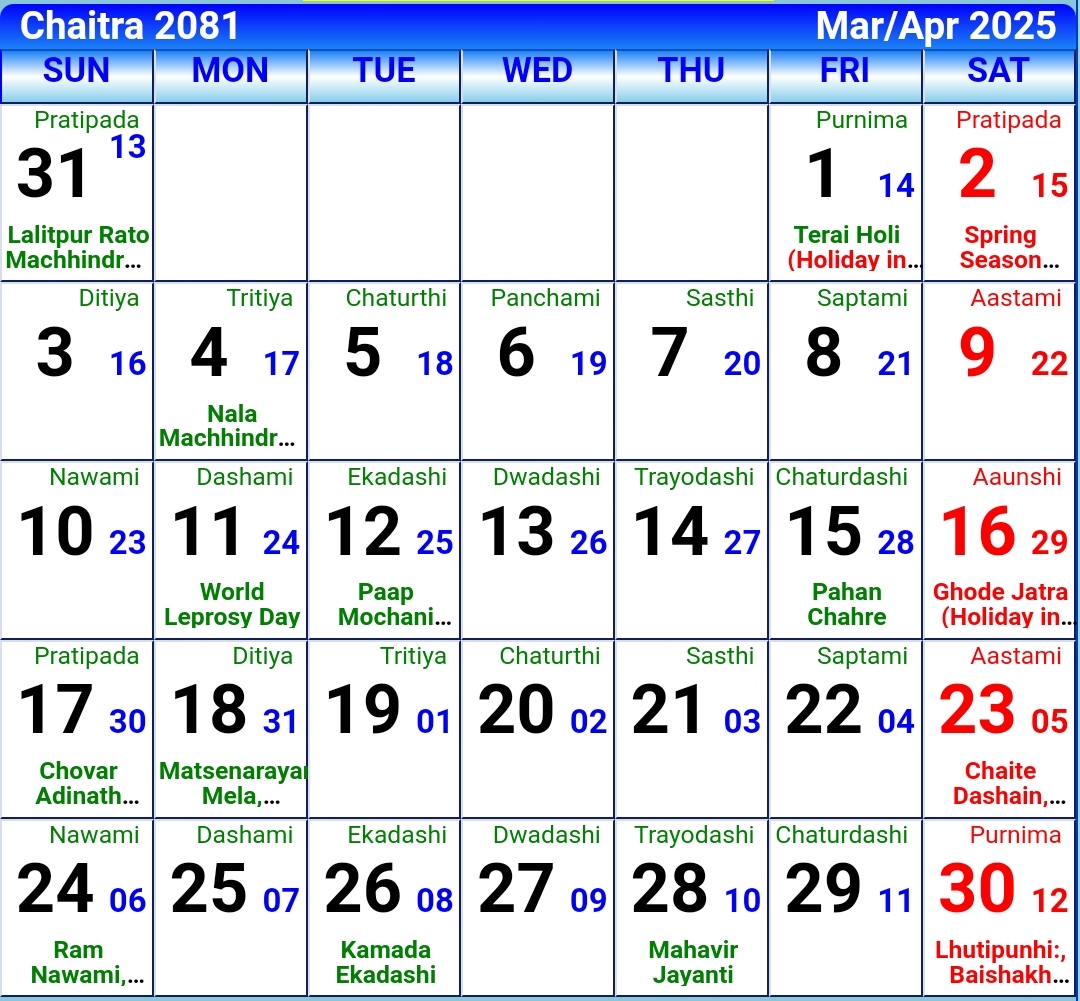 Chaitra 2081 Mar/Apr 2025
SUN MON TUE WED THU FRI SAT
Pratipada Purnima Pratipada
31 13 1 14 2 15
Lalitpur Rato Terai Holi Spring
Machhindr... (Holiday in... Season...
Ditiya Tritiya Chaturthi Panchami Sasthi Saptami Aastami
3 16 4 17 5 18 6 19 7 20 8 21 9 22
Nala
Machhindr...
Nawami Dashami Ekadashi Dwadashi Trayodashi Chaturdashi Aaunshi
10 23 11 24 12 25 13 26 14 27 15 28 16 29
World Paap Pahan Ghode Jatra
Leprosy Day Mochani... Chahre (Holiday in...
Pratipada Ditiya Tritiya Chaturthi Sasthi Saptami Aastami
17 30 18 31 19 01 20 02 21 03 22 04 23 05
Chovar Matsenaraya Chaite
Adinath... Mela,... Dashain,...
Nawami Dashami Ekadashi Dwadashi Trayodashi Chaturdashi Purnima
24 06 25 07 26 08 27 09 28 10 29 11 30 12
Ram Kamada Mahavir Lhutipunhi:,
Nawami,... Ekadashi Jayanti Baishakh...